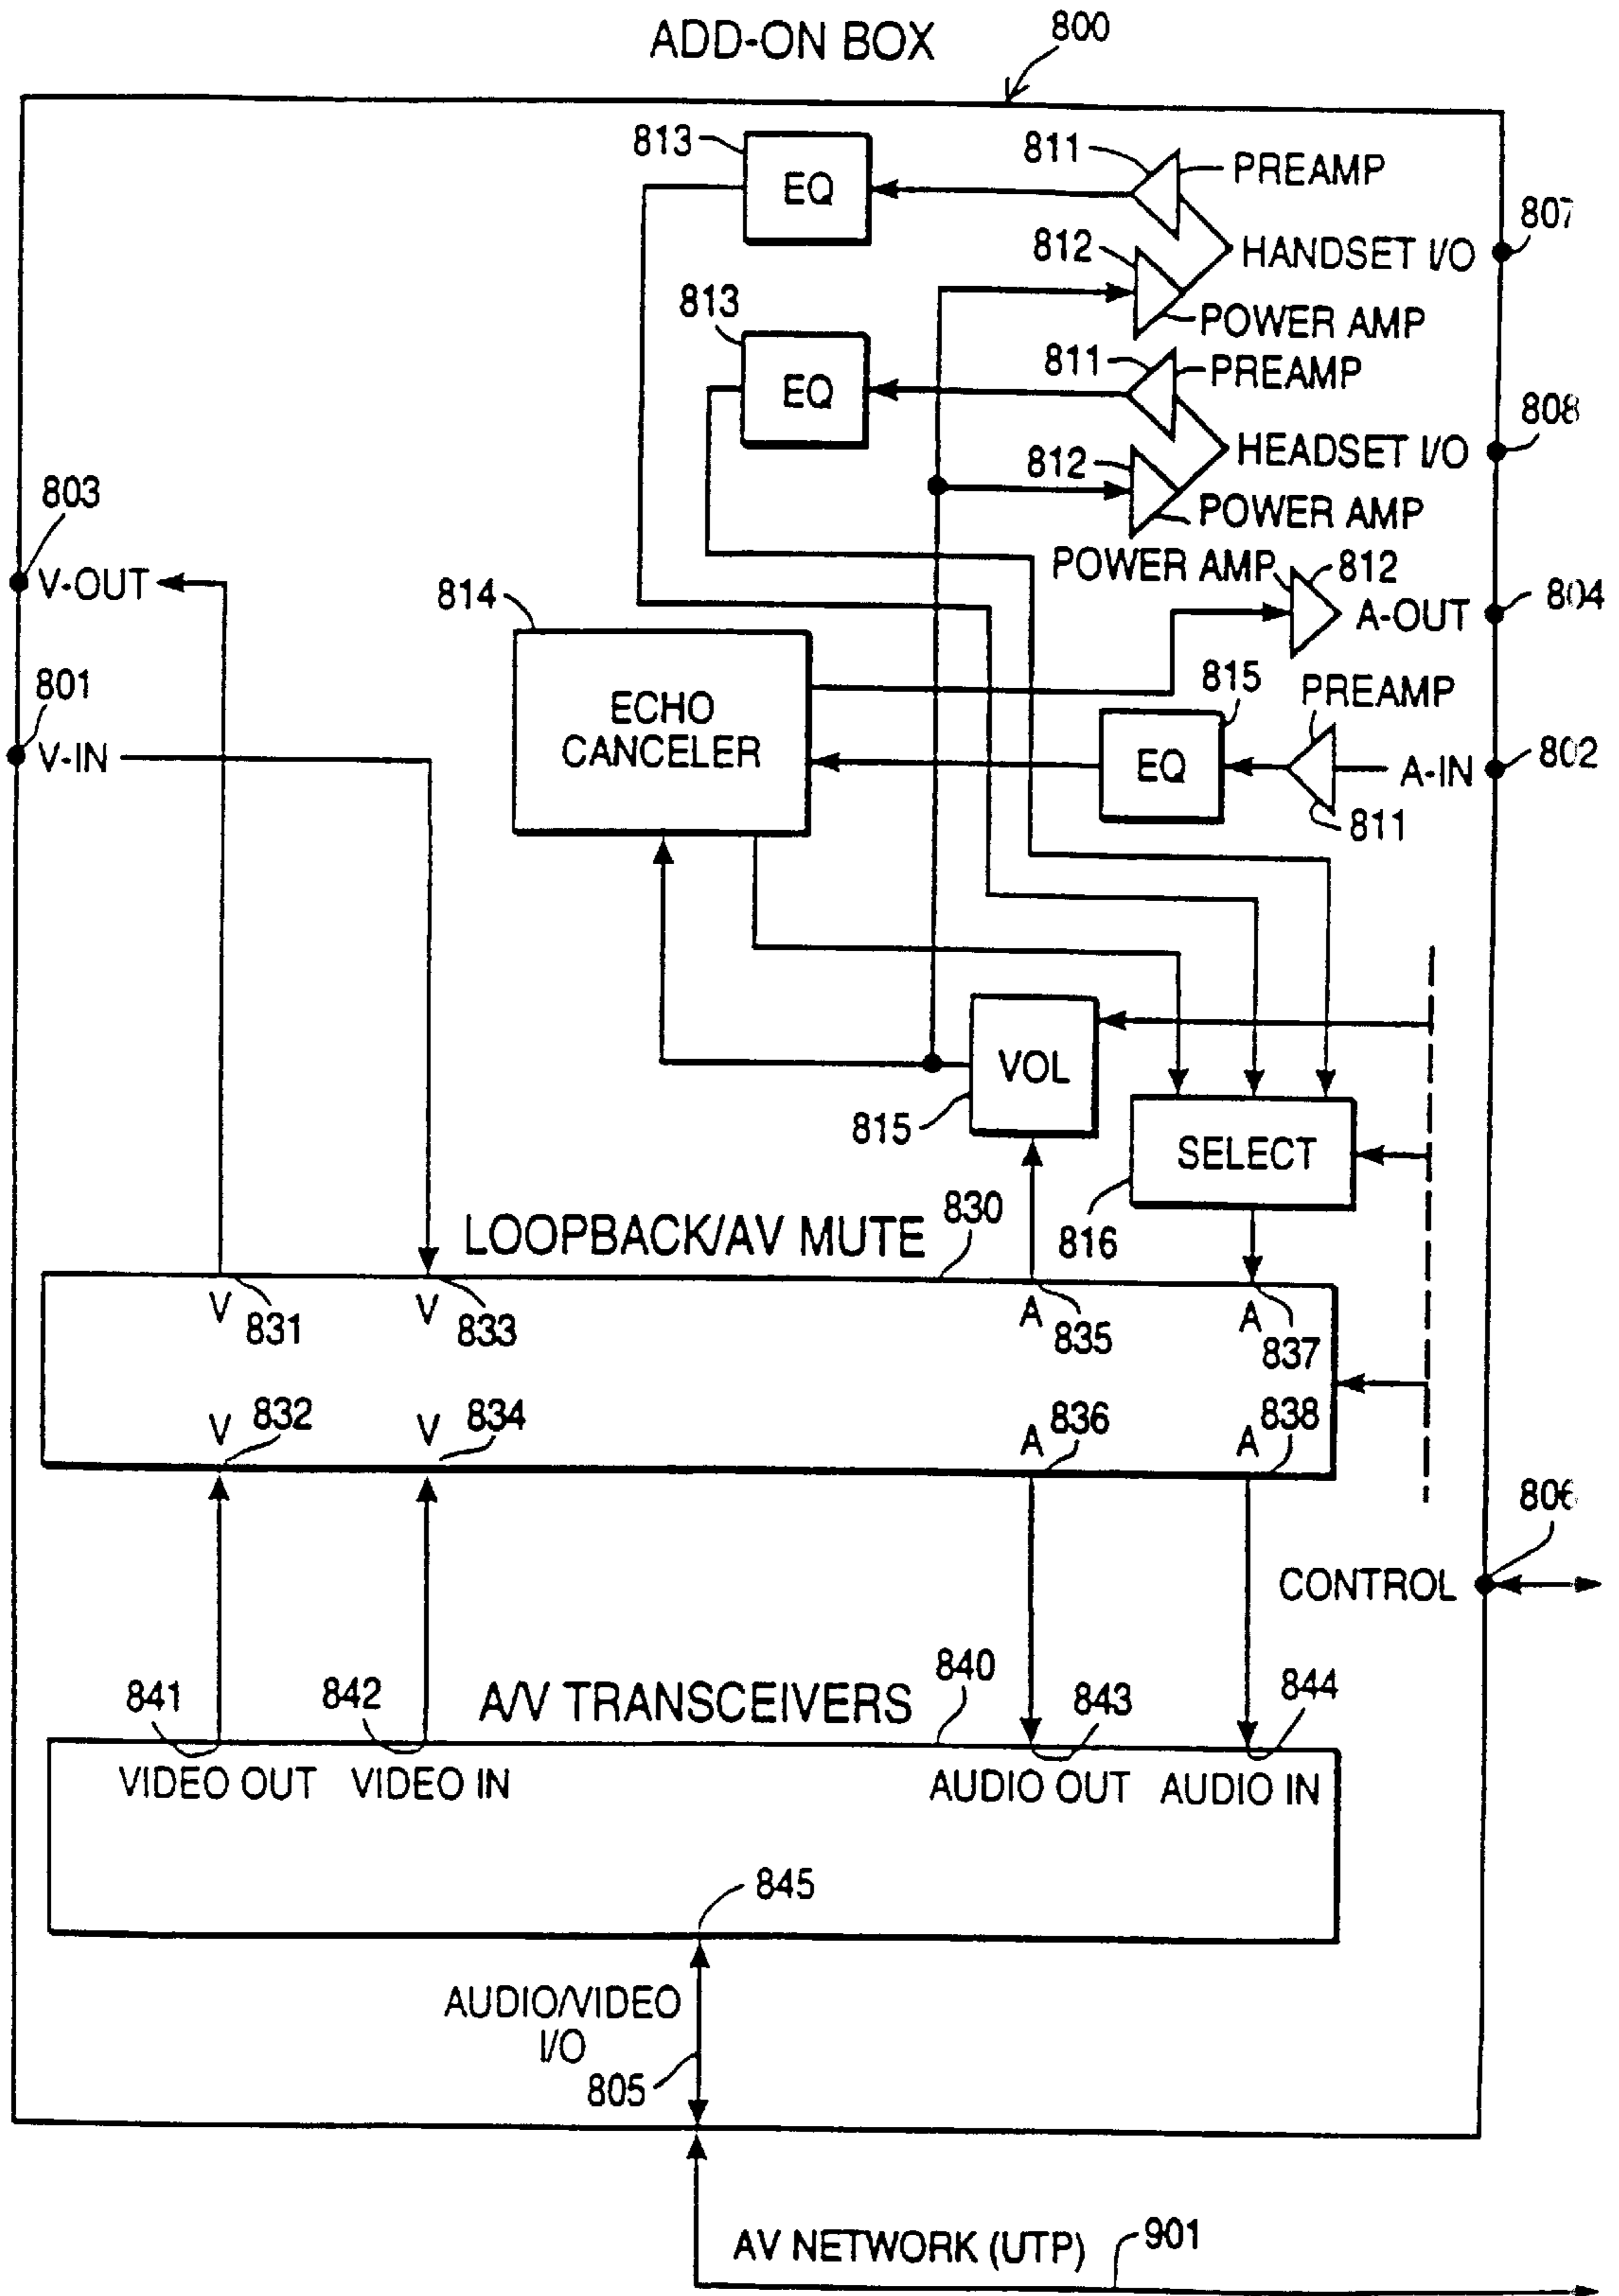 ADD-ON BOX
800
813
EQ
811
PREAMP
807
812
HANDSET I/O
POWER AMP
813
EQ
811
PREAMP
808
812
HEADSET I/O
POWER AMP
803
V-OUT
814
POWER AMP
812
A-OUT
804
801
V-IN
ECHO
CANCELER
815
EQ
PREAMP
A-IN
802
811
VOL
815
SELECT
816
LOOPBACK/AV MUTE
830
V
831
V
833
A
835
A
837
V
832
V
834
A
836
A
838
806
CONTROL
A/V TRANSCEIVERS
840
841
842
843
844
VIDEO OUT
VIDEO IN
AUDIO OUT
AUDIO IN
845
AUDIO/VIDEO
I/O
805
AV NETWORK (UTP)
901